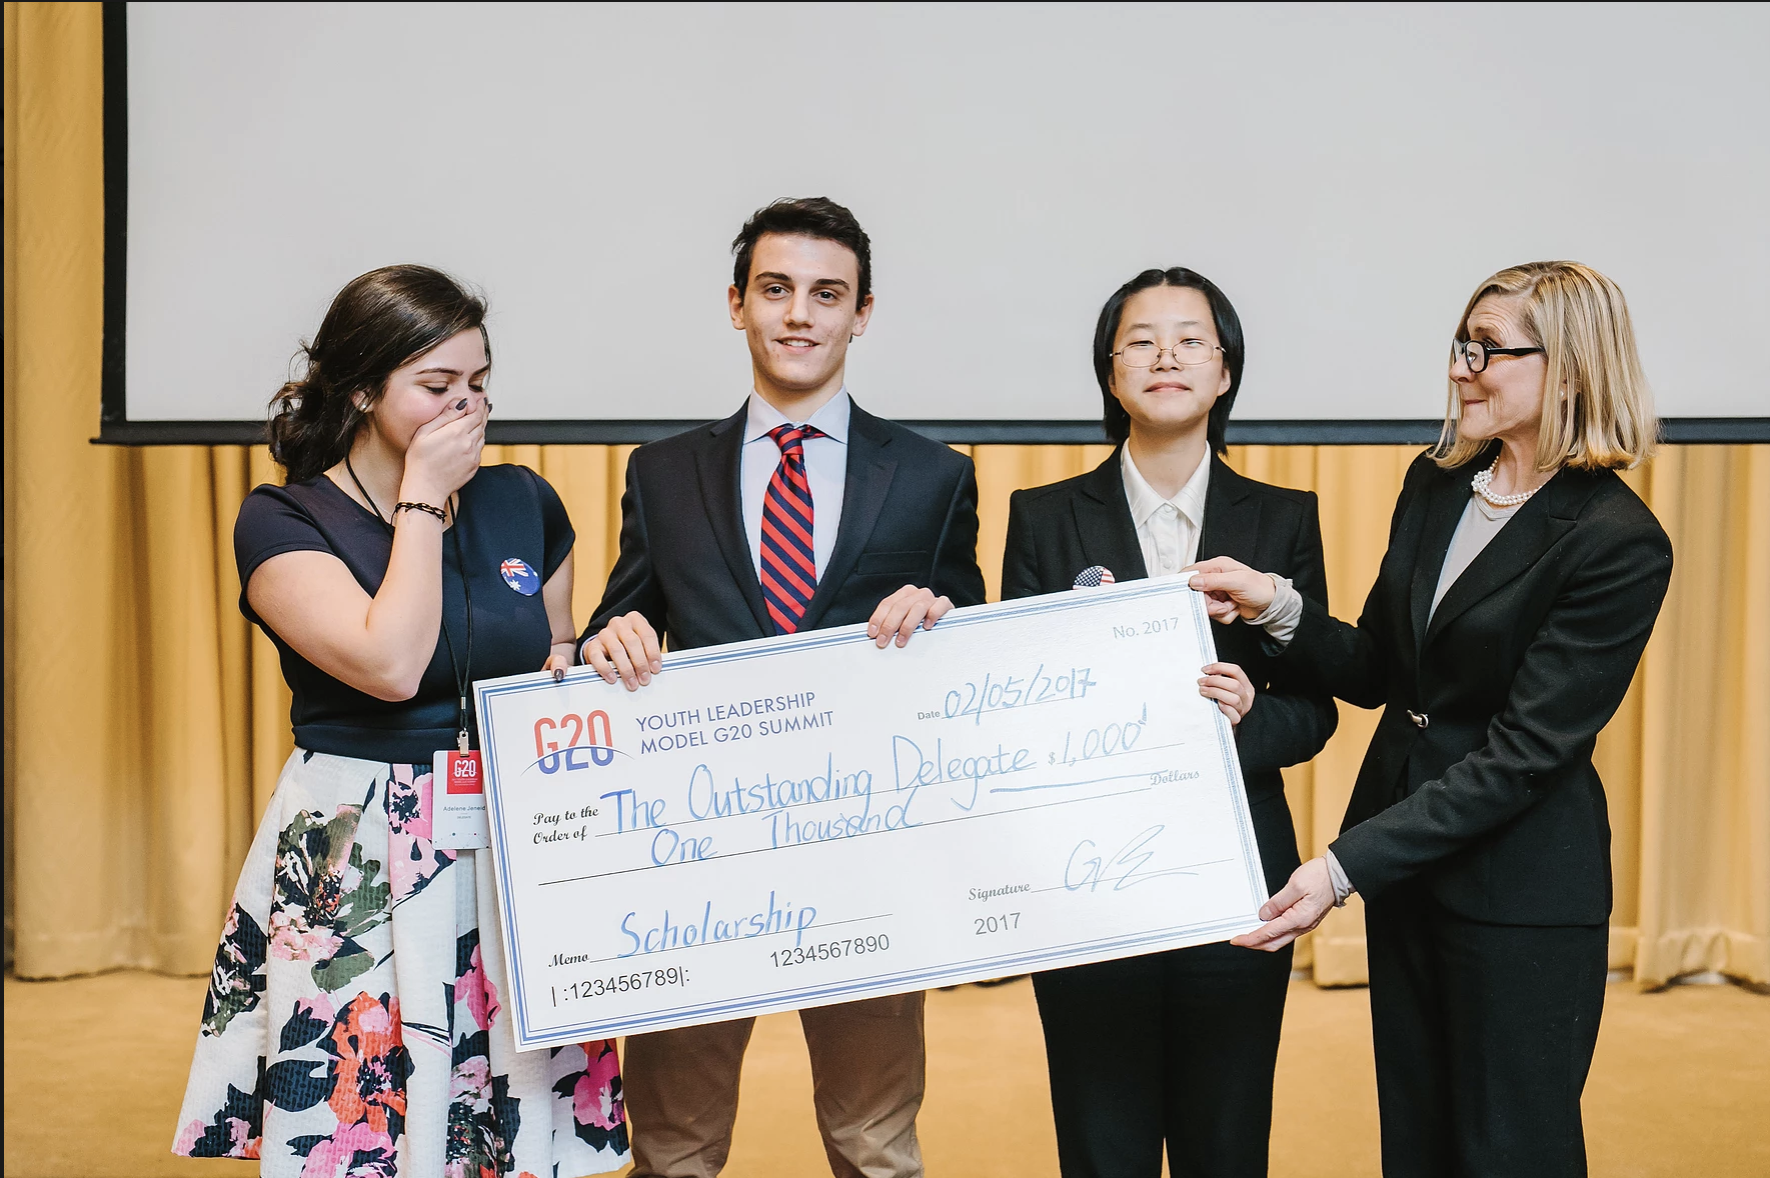 No. 2017
G20
YOUTH LEADERSHIP
MODEL G20 SUMMIT
Date 02/05/2017
Pay to the
Order of The Outstanding Delegate $ 1,000
One Thousand Dollars
Memo Scholarship
Signature
2017
|:123456789|: 1234567890
G20
Adelene